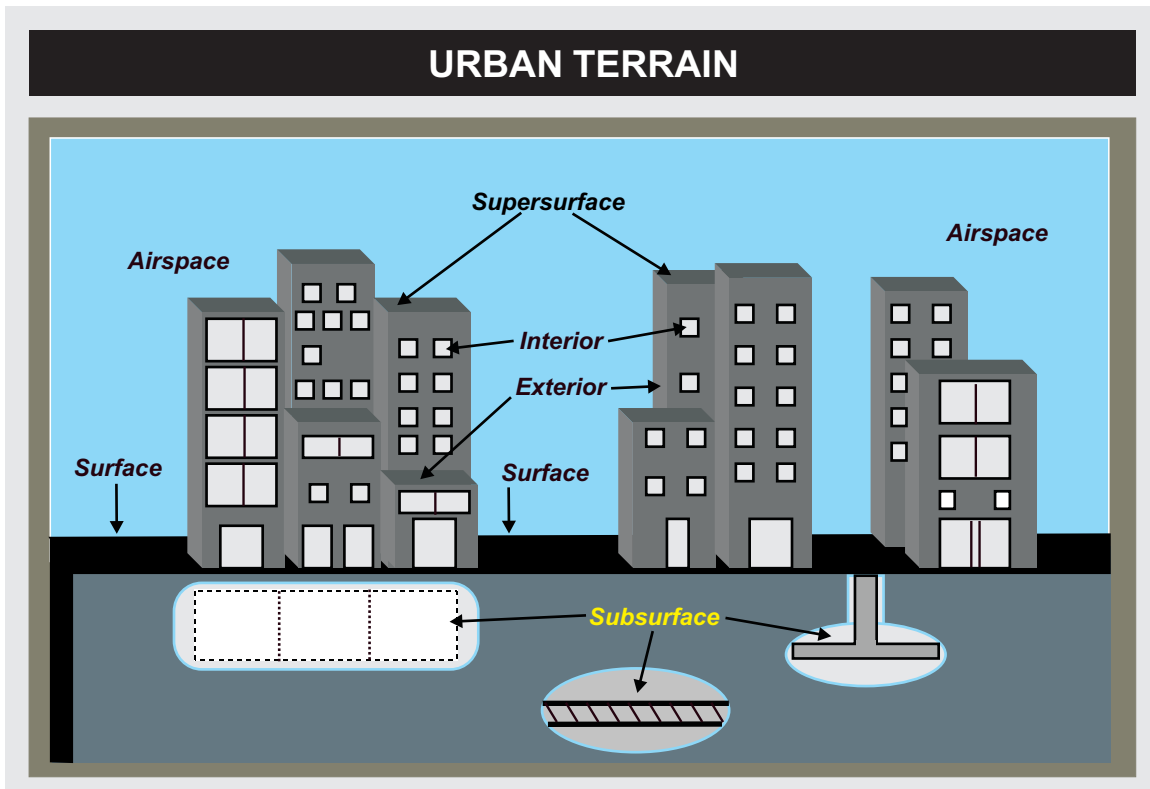 URBAN TERRAIN
Supersurface
Airspace
Airspace
Interior
Exterior
Surface
Surface
Subsurface